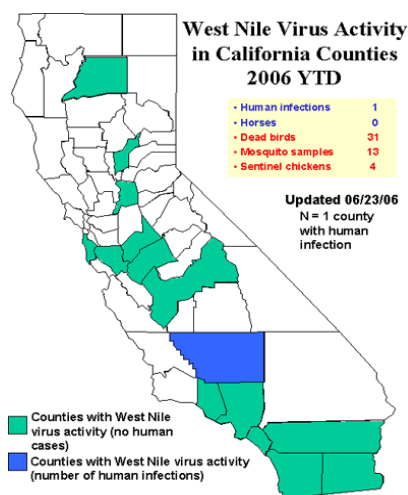 West Nile Virus Activity
in California Counties
2006 YTD
• Human infections 1
• Horses 0
• Dead birds 31
• Mosquito samples 13
• Sentinel chickens 4
Updated 06/23/06
N = 1 county
with human
infection
Counties with West Nile
virus activity (no human
cases)
Counties with West Nile virus activity
(number of human infections)